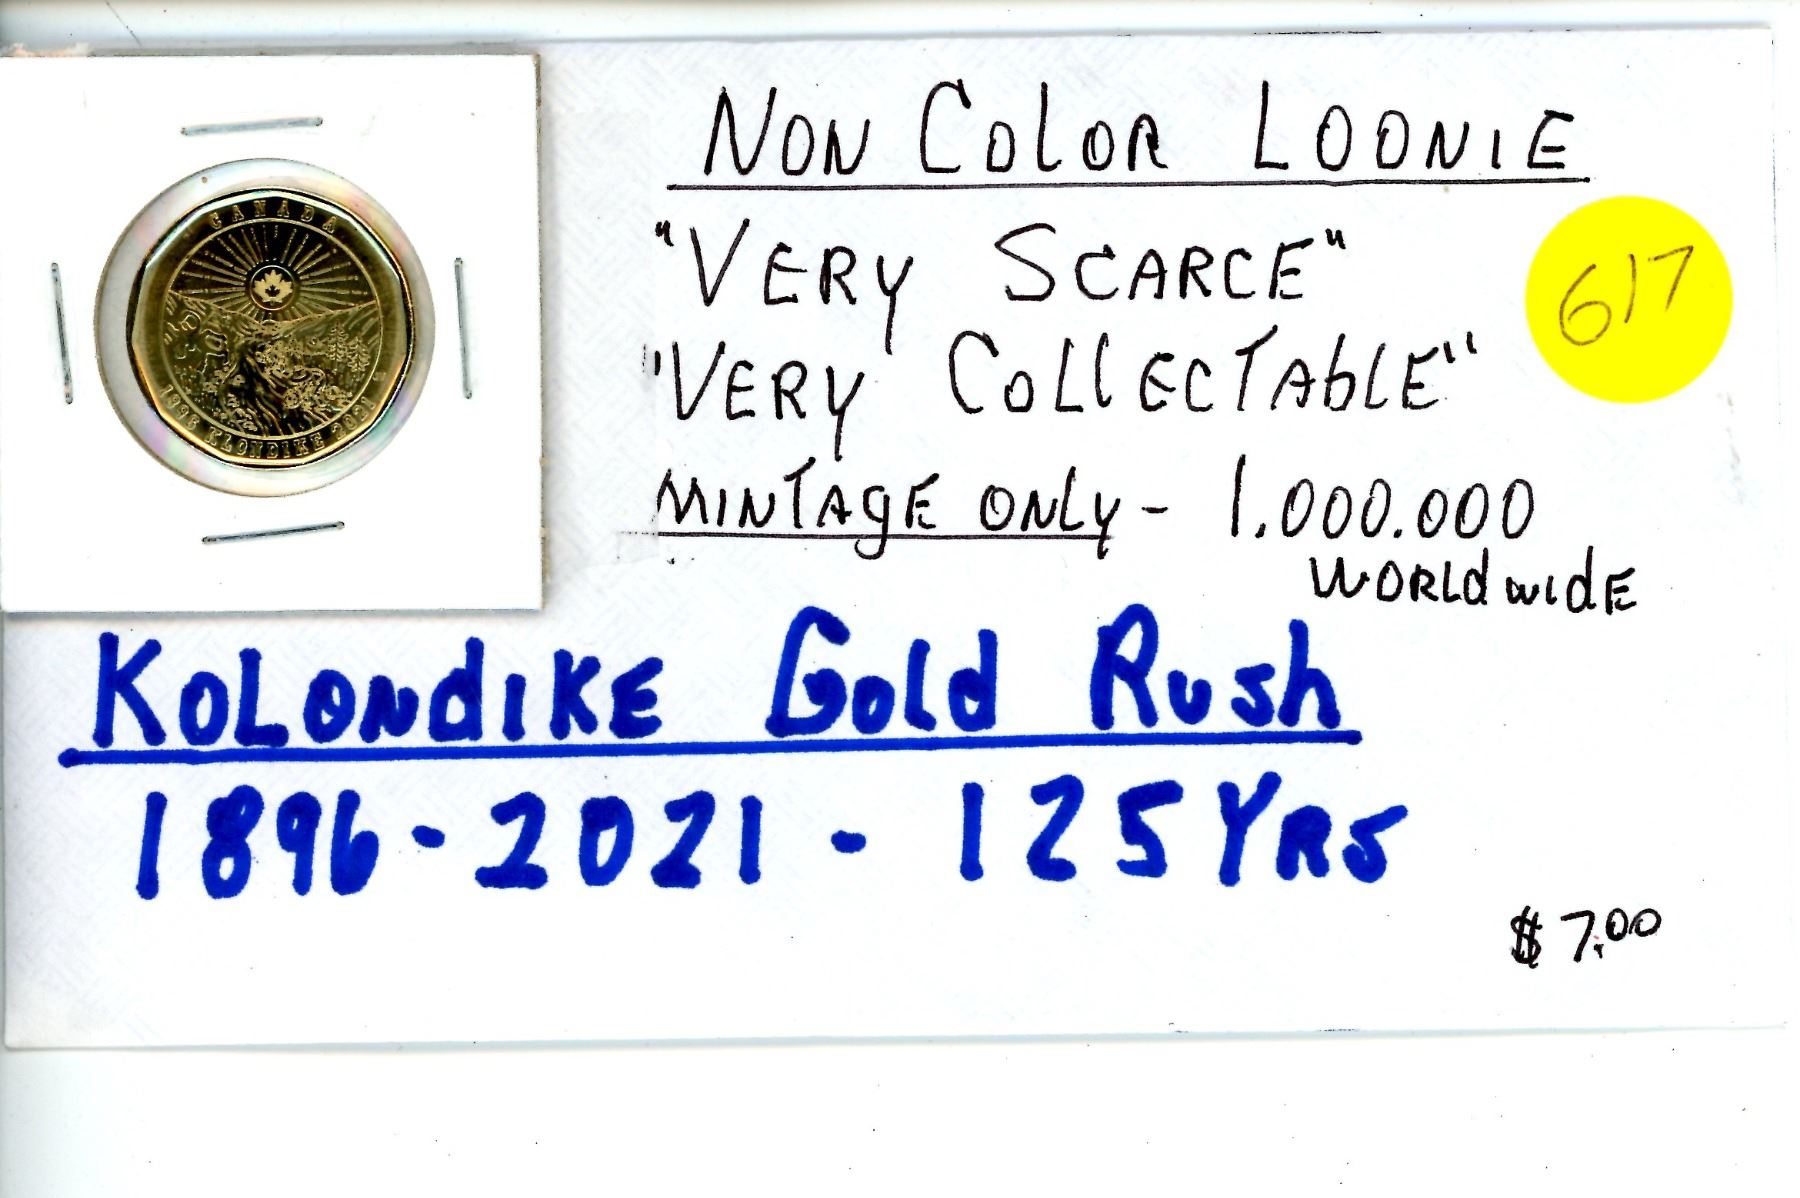 CANADA
1896 KLONDIKE 2021
NON COLOR LOONIE
"VERY SCARCE"
617
"VERY COLLECTABLE"
MINTAGE ONLY - 1.000.000
WORLDWIDE
KOLONDIKE Gold Rush
1896-2021 - 125 YRS
$ 7.00